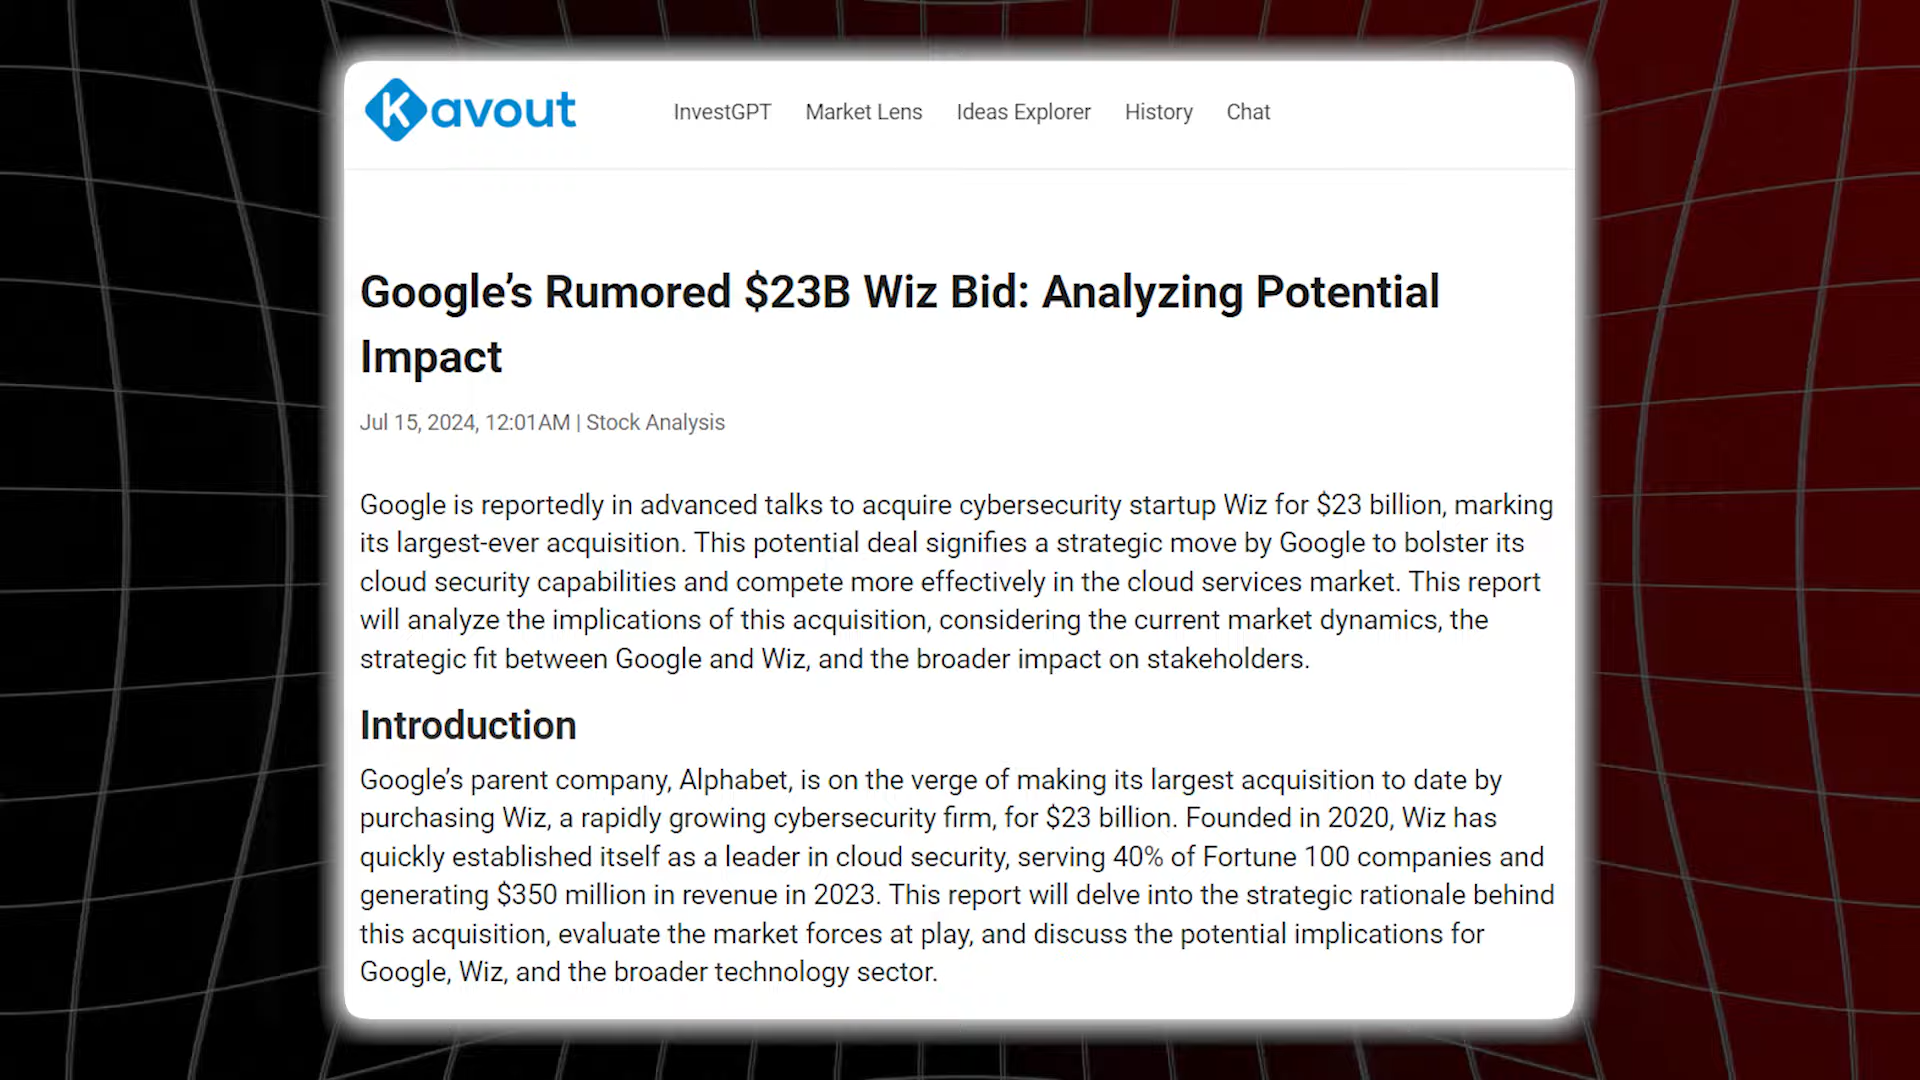 Kavout
InvestGPT Market Lens Ideas Explorer History Chat
Google’s Rumored $23B Wiz Bid: Analyzing Potential
Impact
Jul 15, 2024, 12:01AM | Stock Analysis
Google is reportedly in advanced talks to acquire cybersecurity startup Wiz for $23 billion, marking
its largest-ever acquisition. This potential deal signifies a strategic move by Google to bolster its
cloud security capabilities and compete more effectively in the cloud services market. This report
will analyze the implications of this acquisition, considering the current market dynamics, the
strategic fit between Google and Wiz, and the broader impact on stakeholders.
Introduction
Google’s parent company, Alphabet, is on the verge of making its largest acquisition to date by
purchasing Wiz, a rapidly growing cybersecurity firm, for $23 billion. Founded in 2020, Wiz has
quickly established itself as a leader in cloud security, serving 40% of Fortune 100 companies and
generating $350 million in revenue in 2023. This report will delve into the strategic rationale behind
this acquisition, evaluate the market forces at play, and discuss the potential implications for
Google, Wiz, and the broader technology sector.